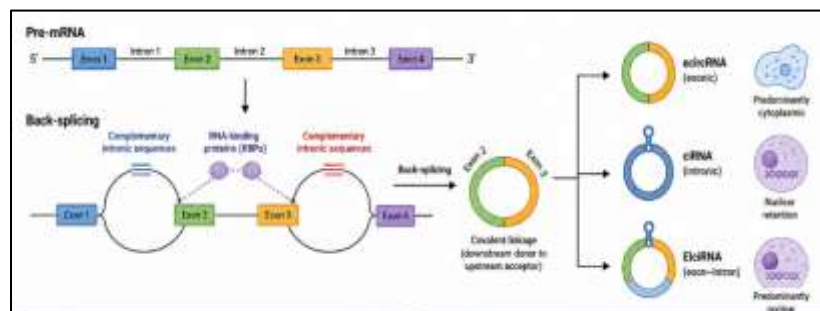 Pre-mRNA
5' Exon 1 Intron 1 Exon 2 Intron 2 Exon 3 Intron 3 Exon 4 3'
Back-splicing
Complementary
intronic sequences
RNA-binding
proteins (RBPs)
Complementary
intronic sequences
Exon 1 Exon 2 Exon 3 Exon 4
Back-splicing
Exon 2 Exon 3
Covalent linkage
(downstream donor to
upstream acceptor)
ecircRNA
(exonic)
Predominantly
cytoplasmic
ciRNA
(intronic)
Nuclear
retention
EIciRNA
(exon–intron)
Predominantly